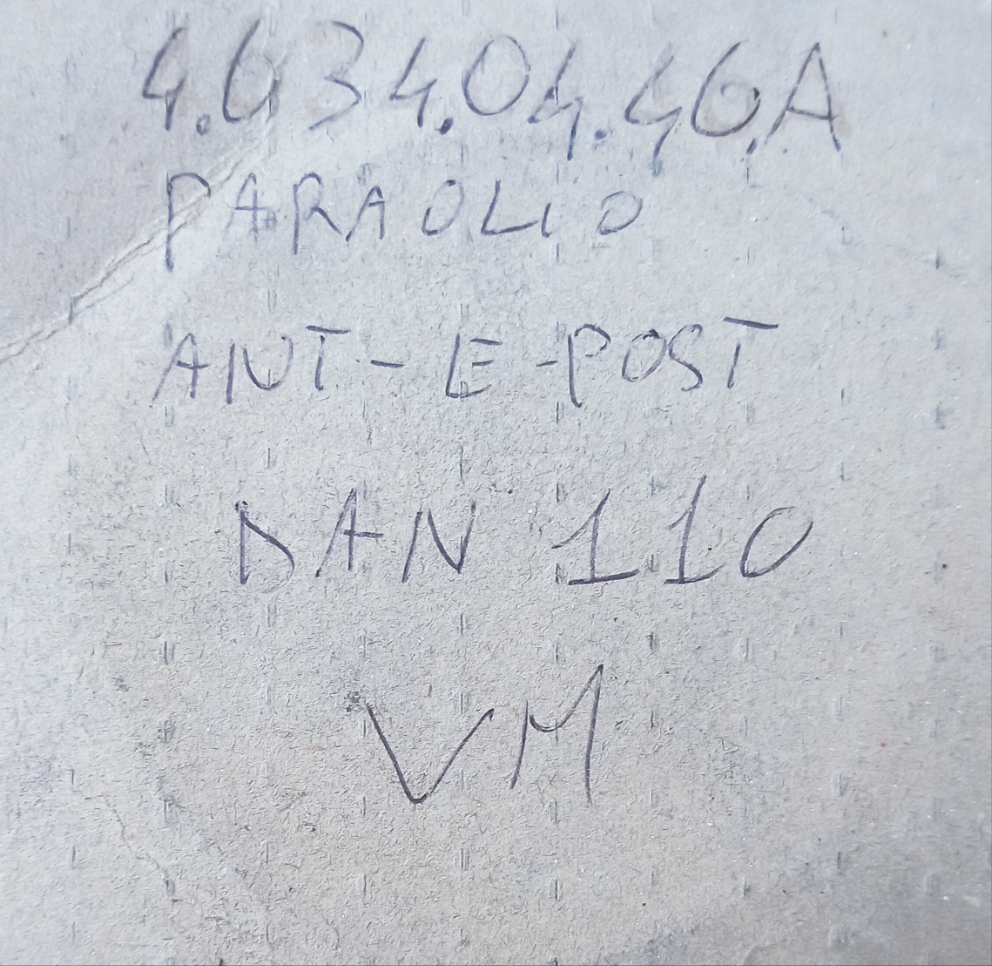 4.634.04.46.A
PARAOLIO
ANT-E-POST
DAN 110
VM